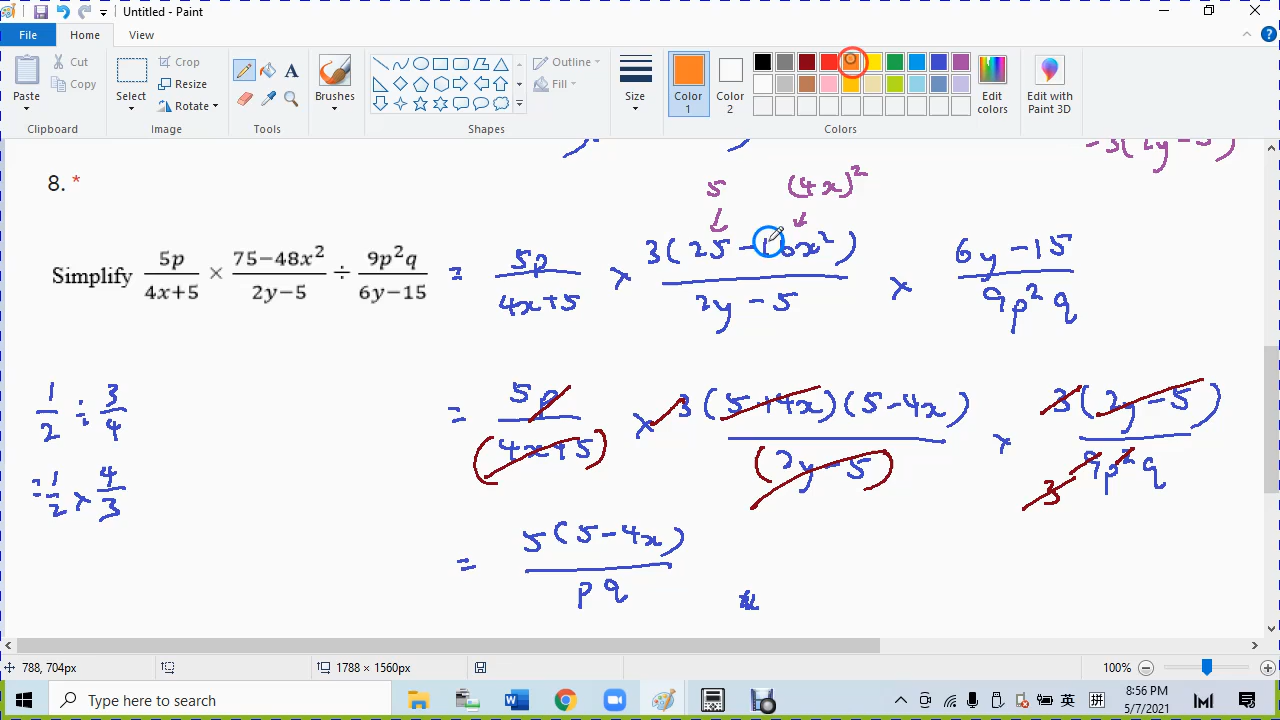 Untitled - Paint
File Home View
Paste Cut Copy Clipboard
Select Crop Resize Rotate Image
A Tools
Brushes
Outline Fill Shapes
Size
Color 1 Color 2 Colors
Edit colors
Edit with Paint 3D
-3(2y-5)
8. *
5 (4x)²
Simplify 5p/(4x+5) × (75-48x²)/(2y-5) ÷ 9p²q/(6y-15) = 5p/(4x+5) × 3(25-16x²)/(2y-5) × (6y-15)/(9p²q)
1/2 ÷ 3/4
= 5p/(4x+5) × 3(5+4x)(5-4x)/(2y-5) × 3(2y-5)/(9p²q)
= 1/2 × 4/3
3
= 5(5-4x)/(pq)
788, 704px 1788 × 1560px 100%
Type here to search
英 拼 8:56 PM
5/7/2021